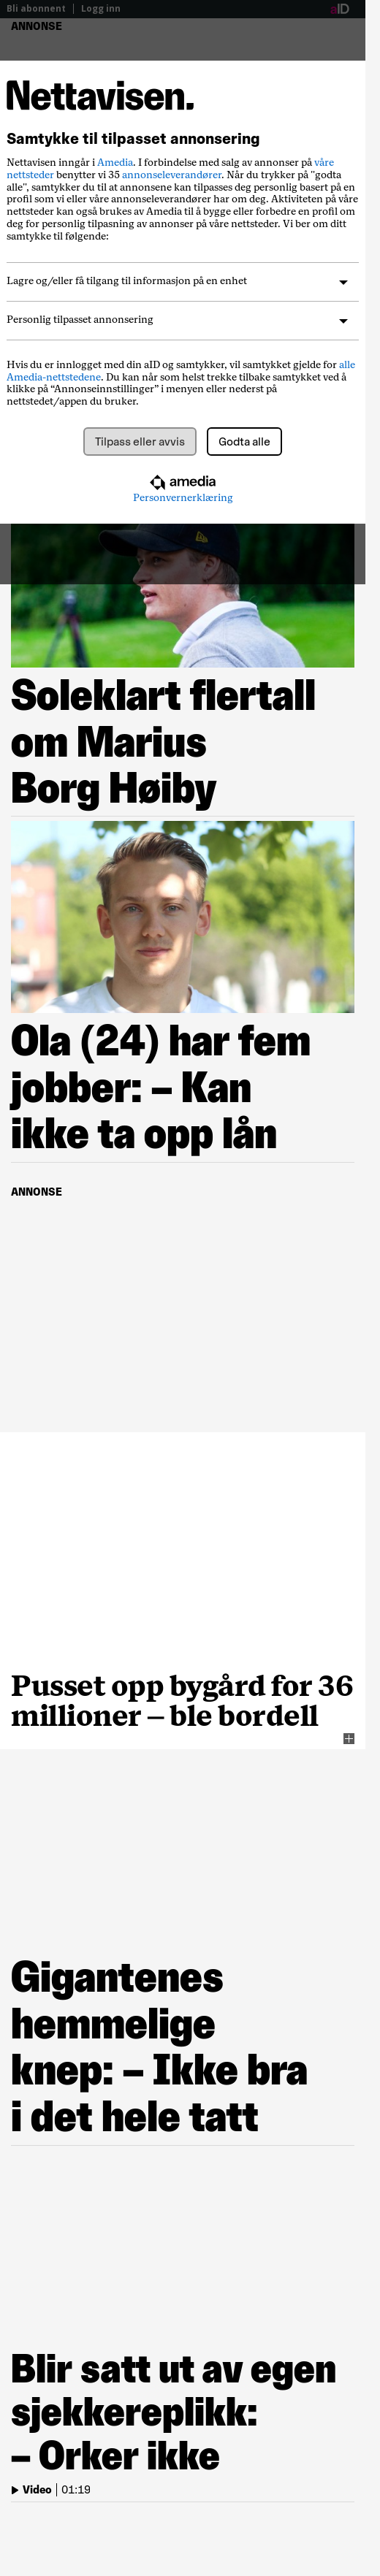 Bli abonnent | Logg inn
aID
ANNONSE
Nettavisen.
Samtykke til tilpasset annonsering
Nettavisen inngår i Amedia. I forbindelse med salg av annonser på våre
nettsteder benytter vi 35 annonseleverandører. Når du trykker på "godta
alle", samtykker du til at annonsene kan tilpasses deg personlig basert på en
profil som vi eller våre annonseleverandører har om deg. Aktiviteten på våre
nettsteder kan også brukes av Amedia til å bygge eller forbedre en profil om
deg for personlig tilpasning av annonser på våre nettsteder. Vi ber om ditt
samtykke til følgende:
Lagre og/eller få tilgang til informasjon på en enhet
Personlig tilpasset annonsering
Hvis du er innlogget med din aID og samtykker, vil samtykket gjelde for alle
Amedia-nettstedene. Du kan når som helst trekke tilbake samtykket ved å
klikke på “Annonseinnstillinger” i menyen eller nederst på
nettstedet/appen du bruker.
Tilpass eller avvis
Godta alle
amedia
Personvernerklæring
Soleklart flertall
om Marius
Borg Høiby
Ola (24) har fem
jobber: – Kan
ikke ta opp lån
ANNONSE
Pusset opp bygård for 36
millioner – ble bordell
Gigantenes
hemmelige
knep: – Ikke bra
i det hele tatt
Blir satt ut av egen
sjekkereplikk:
– Orker ikke
Video | 01:19